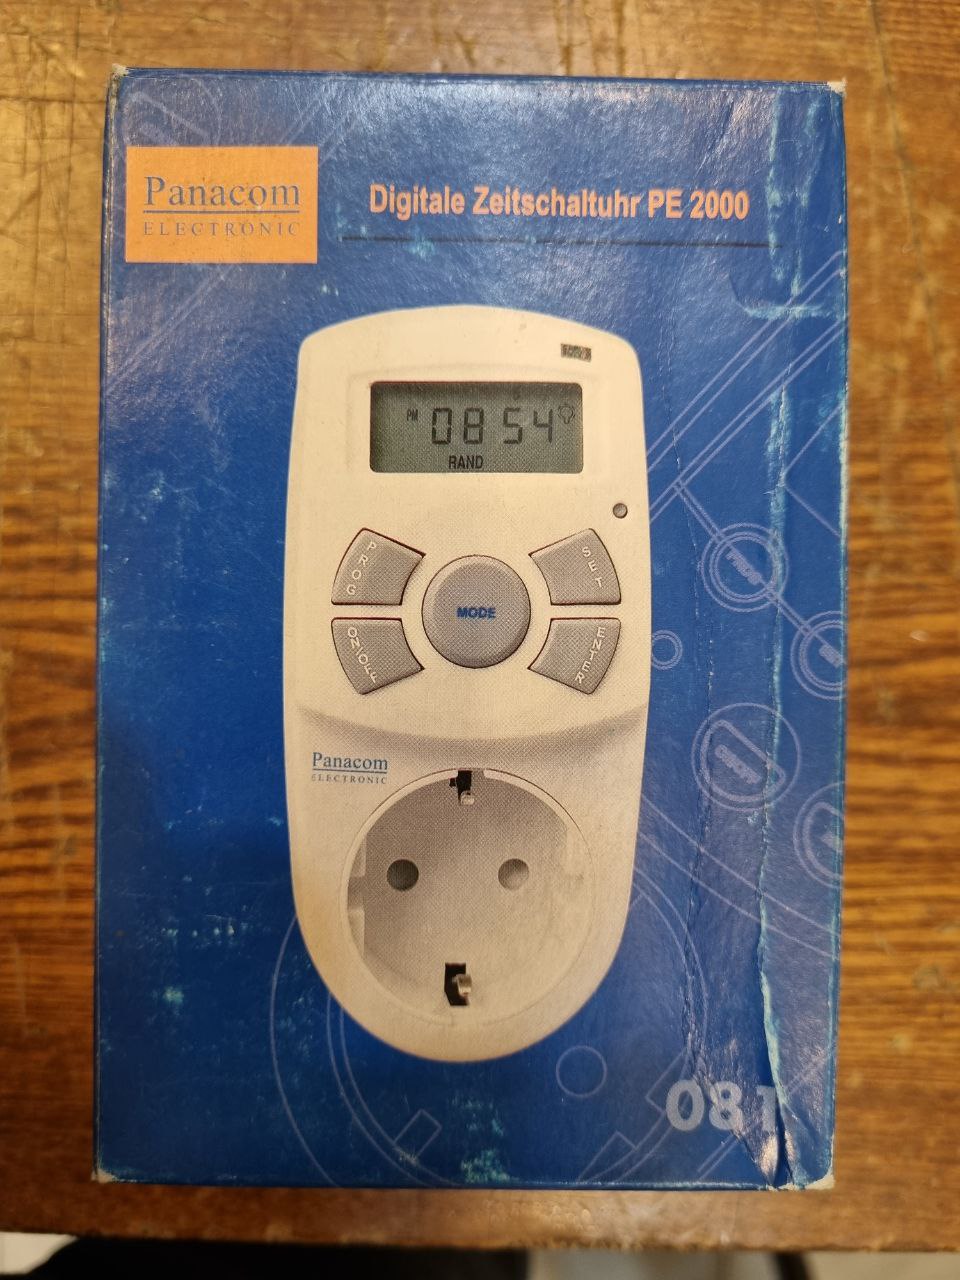 Panacom
ELECTRONIC
Digitale Zeitschaltuhr PE 2000
PM 08 54
RAND
PROG
SET
MODE
ON/OFF
ENTER
Panacom
ELECTRONIC
081